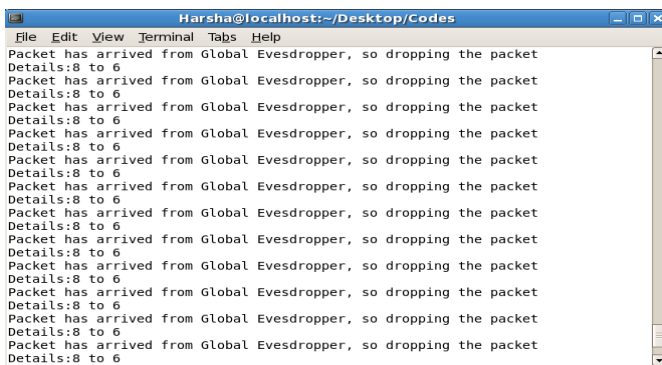 Harsha@localhost:~/Desktop/Codes
File Edit View Terminal Tabs Help
Packet has arrived from Global Evesdropper, so dropping the packet
Details:8 to 6
Packet has arrived from Global Evesdropper, so dropping the packet
Details:8 to 6
Packet has arrived from Global Evesdropper, so dropping the packet
Details:8 to 6
Packet has arrived from Global Evesdropper, so dropping the packet
Details:8 to 6
Packet has arrived from Global Evesdropper, so dropping the packet
Details:8 to 6
Packet has arrived from Global Evesdropper, so dropping the packet
Details:8 to 6
Packet has arrived from Global Evesdropper, so dropping the packet
Details:8 to 6
Packet has arrived from Global Evesdropper, so dropping the packet
Details:8 to 6
Packet has arrived from Global Evesdropper, so dropping the packet
Details:8 to 6
Packet has arrived from Global Evesdropper, so dropping the packet
Details:8 to 6
Packet has arrived from Global Evesdropper, so dropping the packet
Details:8 to 6
Packet has arrived from Global Evesdropper, so dropping the packet
Details:8 to 6